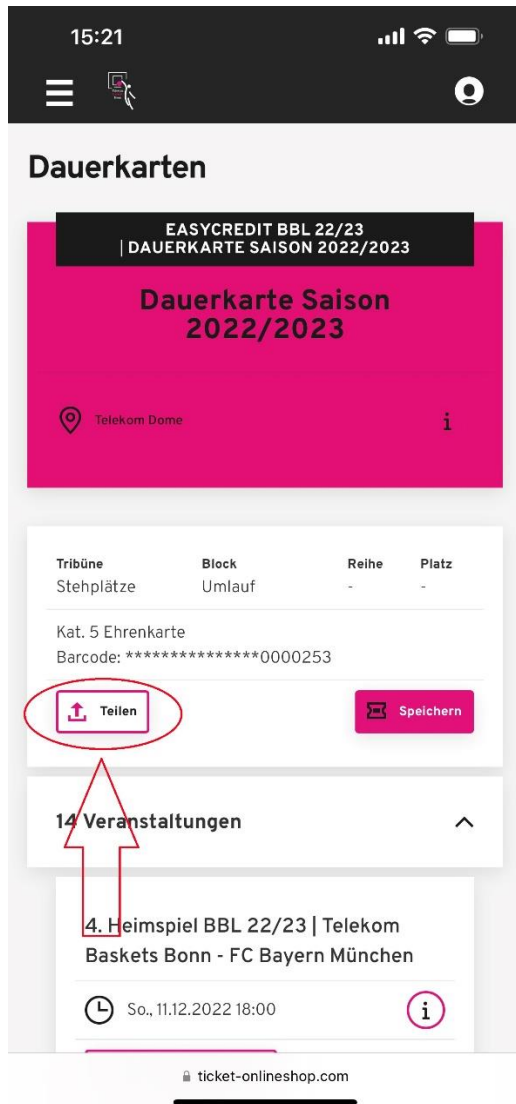 15:21
Dauerkarten
EASYCREDIT BBL 22/23
| DAUERKARTE SAISON 2022/2023
Dauerkarte Saison
2022/2023
Telekom Dome
i
Tribüne Block Reihe Platz
Stehplätze Umlauf - -
Kat. 5 Ehrenkarte
Barcode: ***************0000253
Teilen Speichern
14 Veranstaltungen
4. Heimspiel BBL 22/23 | Telekom
Baskets Bonn - FC Bayern München
So., 11.12.2022 18:00 i
ticket-onlineshop.com